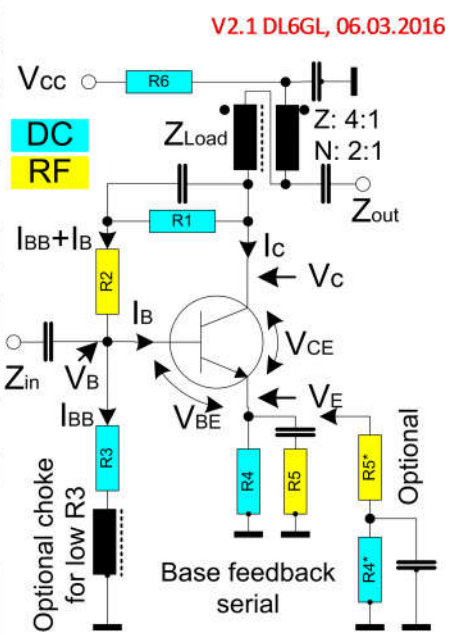 V2.1 DL6GL, 06.03.2016
Vcc
R6
DC
RF
ZLoad
Z: 4:1
N: 2:1
Zout
R1
IBB+IB
IC
VC
R2
IB
VCE
Zin
VB
VBE
VE
IBB
R3
R4
R5
R5*
Optional
R4*
Optional choke
for low R3
Base feedback
serial